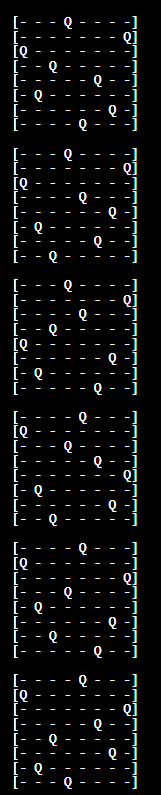 [- - - Q - - - -]
[- - - - - - - Q]
[Q - - - - - - -]
[- - Q - - - - -]
[- - - - - Q - -]
[- Q - - - - - -]
[- - - - - - Q -]
[- - - - Q - - -]

[- - - Q - - - -]
[- - - - - - - Q]
[Q - - - - - - -]
[- - - - Q - - -]
[- - - - - - Q -]
[- Q - - - - - -]
[- - - - - Q - -]
[- - Q - - - - -]

[- - - Q - - - -]
[- - - - - - - Q]
[- - - - Q - - -]
[- - Q - - - - -]
[Q - - - - - - -]
[- - - - - - Q -]
[- Q - - - - - -]
[- - - - - Q - -]

[- - - - Q - - -]
[Q - - - - - - -]
[- - - Q - - - -]
[- - - - - Q - -]
[- - - - - - - Q]
[- Q - - - - - -]
[- - - - - - Q -]
[- - Q - - - - -]

[- - - - Q - - -]
[Q - - - - - - -]
[- - - - - - - Q]
[- - - Q - - - -]
[- Q - - - - - -]
[- - - - - - Q -]
[- - Q - - - - -]
[- - - - - Q - -]

[- - - - Q - - -]
[Q - - - - - - -]
[- - - - - - - Q]
[- - - - - Q - -]
[- - Q - - - - -]
[- - - - - - Q -]
[- Q - - - - - -]
[- - - Q - - - -]